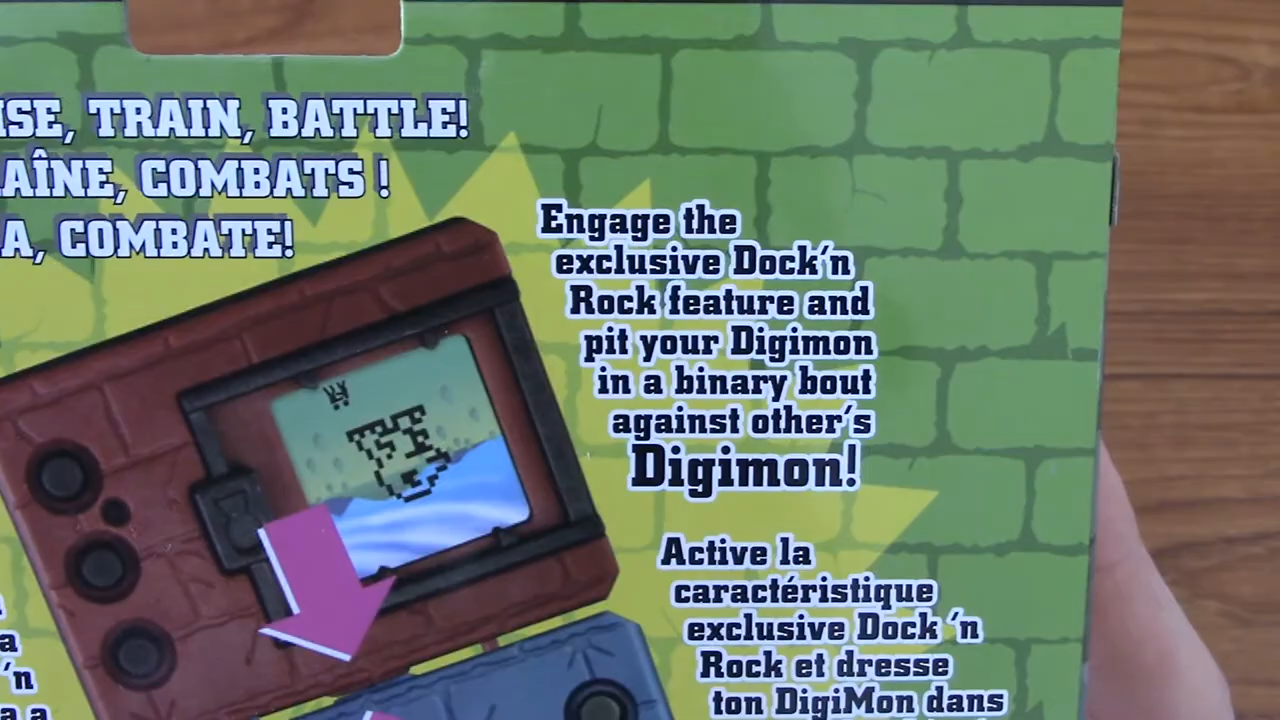 ISE, TRAIN, BATTLE!
AÎNE, COMBATS !
A, COMBATE!
Engage the
exclusive Dock'n
Rock feature and
pit your Digimon
in a binary bout
against other's
Digimon!
Active la
caractéristique
exclusive Dock 'n
Rock et dresse
ton DigiMon dans
a
'n
a a